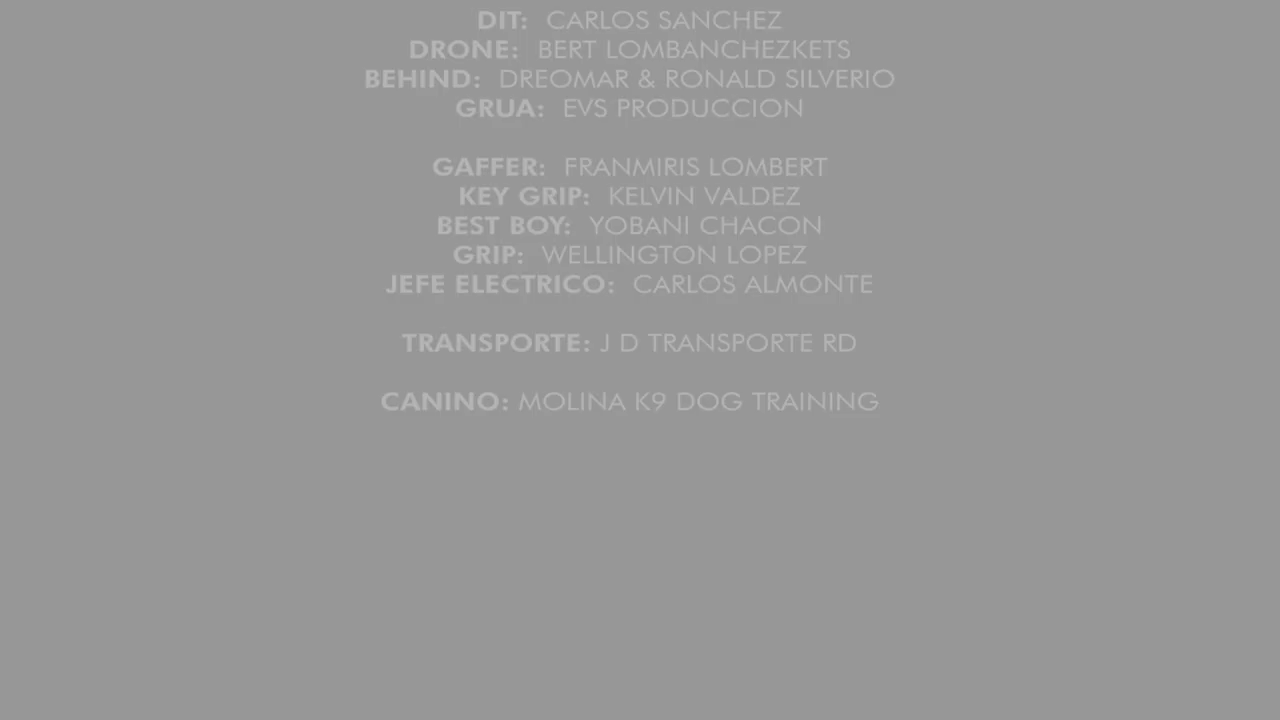 DIT: CARLOS SANCHEZ
DRONE: BERT LOMBANCHEZKETS
BEHIND: DREOMAR & RONALD SILVERIO
GRUA: EVS PRODUCCION
GAFFER: FRANMIRIS LOMBERT
KEY GRIP: KELVIN VALDEZ
BEST BOY: YOBANI CHACON
GRIP: WELLINGTON LOPEZ
JEFE ELECTRICO: CARLOS ALMONTE
TRANSPORTE: J D TRANSPORTE RD
CANINO: MOLINA K9 DOG TRAINING